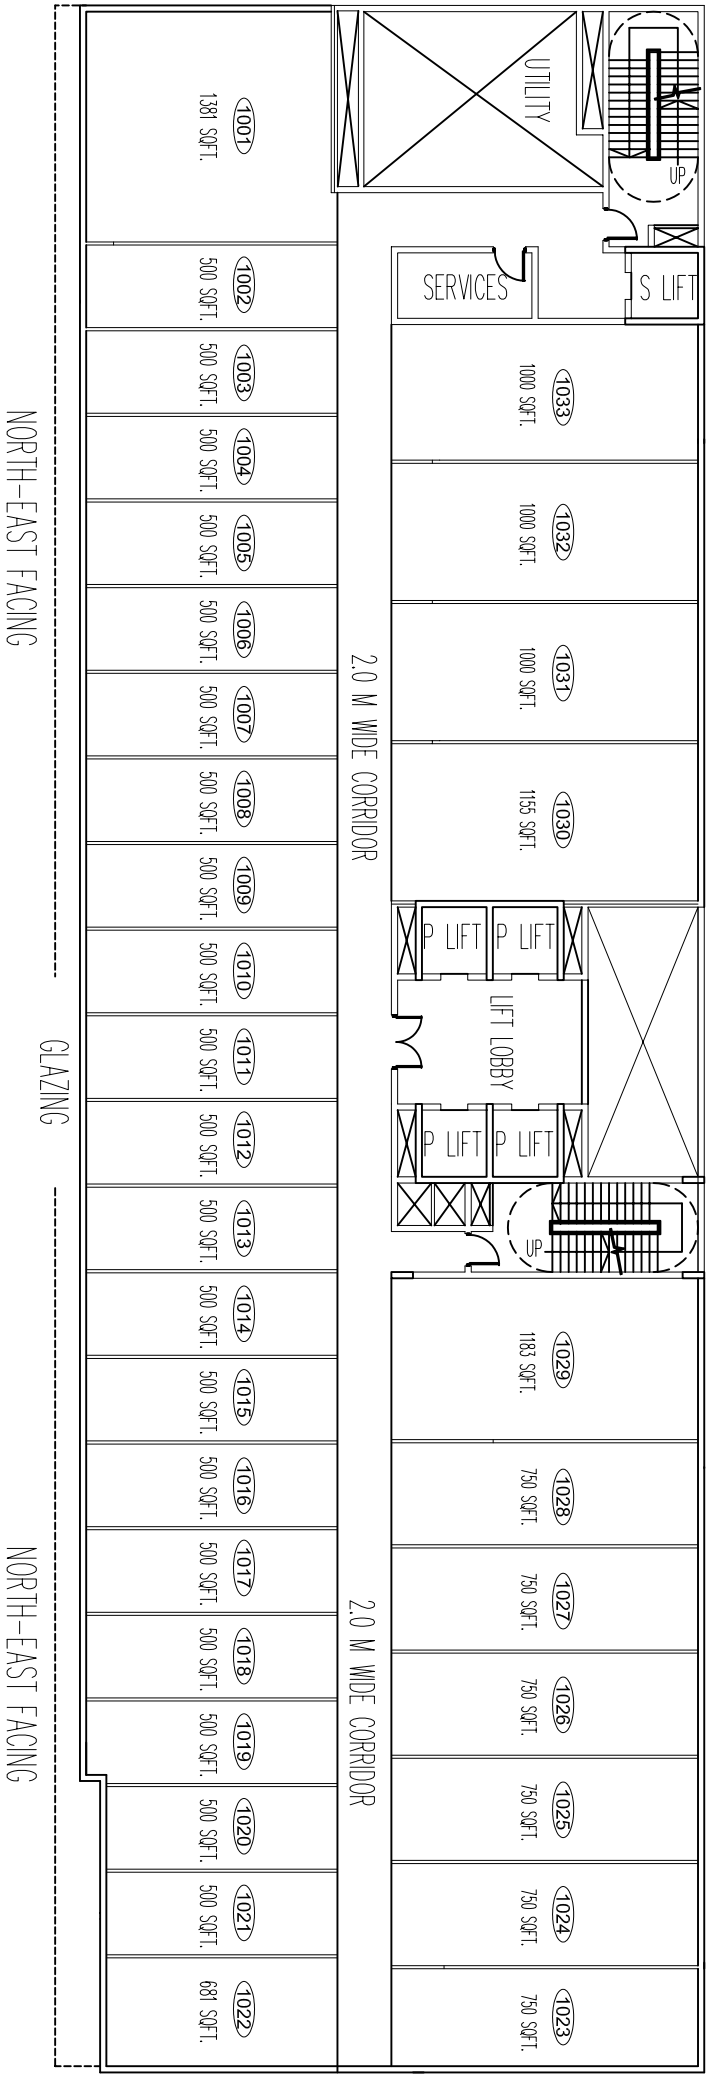 1001
1381 SQFT.
UTILITY
UP
SERVICES
S LIFT
1002
500 SQFT.
1003
500 SQFT.
1004
500 SQFT.
1005
500 SQFT.
1006
500 SQFT.
1007
500 SQFT.
1008
500 SQFT.
1009
500 SQFT.
1010
500 SQFT.
1011
500 SQFT.
1012
500 SQFT.
1013
500 SQFT.
1014
500 SQFT.
1015
500 SQFT.
1016
500 SQFT.
1017
500 SQFT.
1018
500 SQFT.
1019
500 SQFT.
1020
500 SQFT.
1021
500 SQFT.
1022
681 SQFT.
1033
1000 SQFT.
1032
1000 SQFT.
1031
1000 SQFT.
1030
1155 SQFT.
P LIFT
P LIFT
LIFT LOBBY
P LIFT
P LIFT
UP
1029
1183 SQFT.
1028
750 SQFT.
1027
750 SQFT.
1026
750 SQFT.
1025
750 SQFT.
1024
750 SQFT.
1023
750 SQFT.
2.0 M WIDE CORRIDOR
2.0 M WIDE CORRIDOR
NORTH-EAST FACING
GLAZING
NORTH-EAST FACING